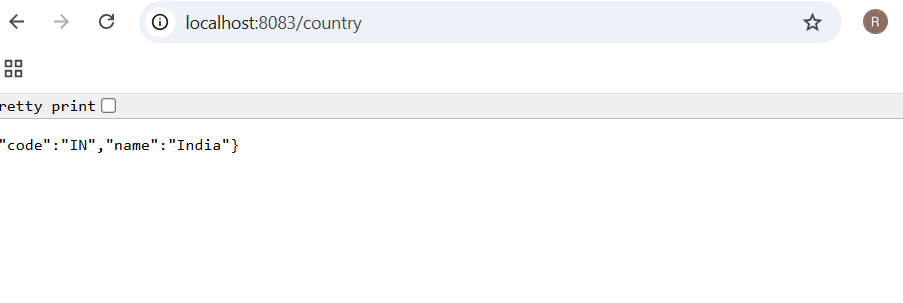 localhost:8083/country
R
retty print
"code":"IN","name":"India"}